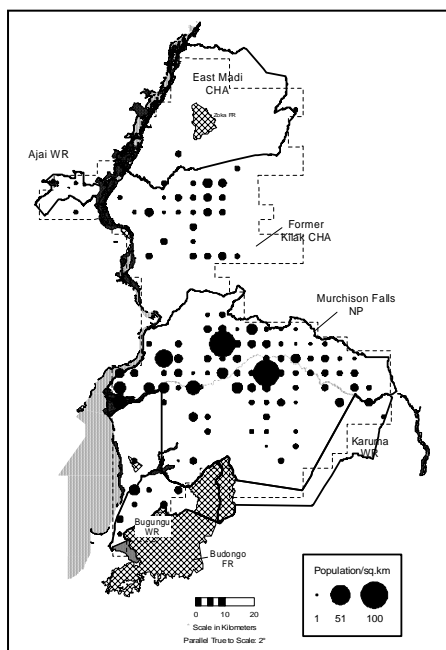 East Madi
CHA
Zoka FR
Ajai WR
Former
Kilak CHA
Murchison Falls
NP
Karuma
WR
Bugungu
WR
Budongo
FR
Population/sq.km
1 51 100
0 10 20
Scale in Kilometers
Parallel True to Scale: 2°